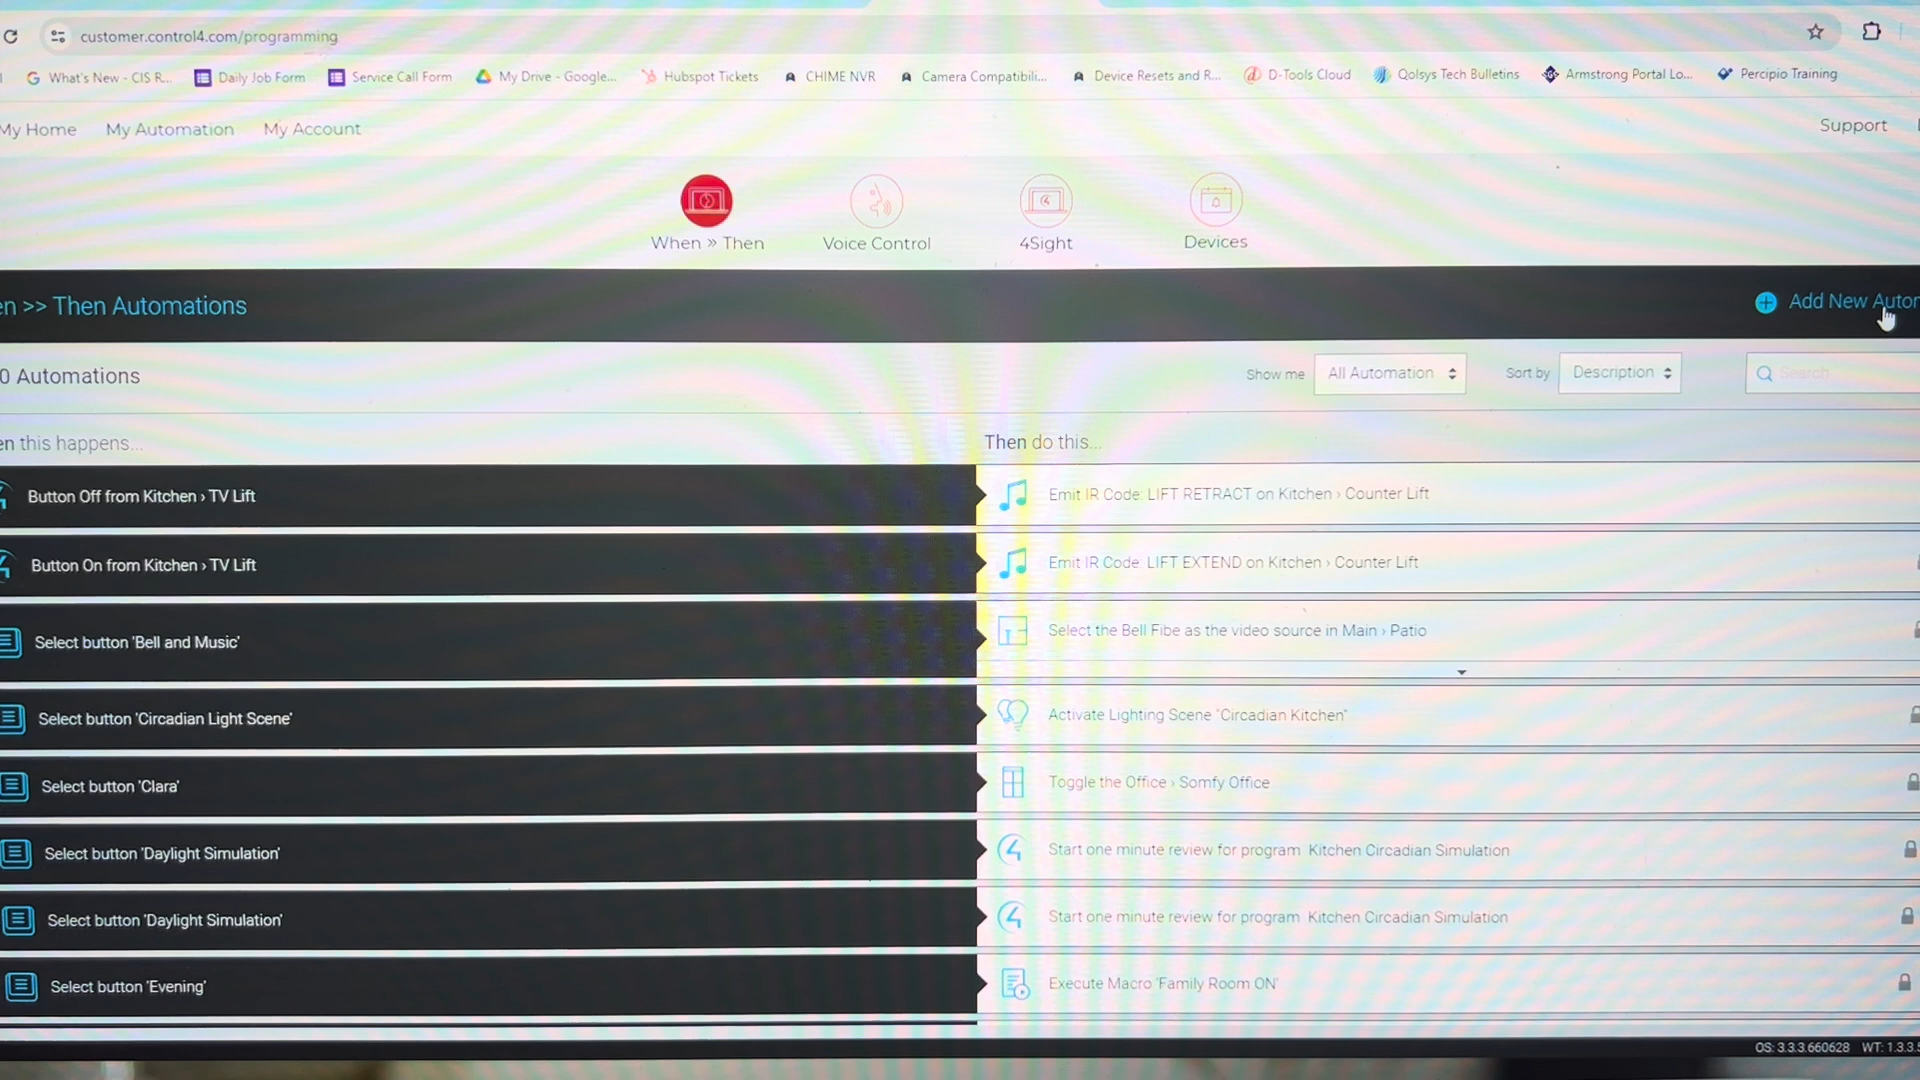 customer.control4.com/programming
What's New - CIS R... Daily Job Form Service Call Form My Drive - Google... Hubspot Tickets CHIME NVR Camera Compatibili... Device Resets and R... D-Tools Cloud Qolsys Tech Bulletins Armstrong Portal Lo... Percipio Training
My Home My Automation My Account Support
When » Then Voice Control 4Sight Devices
en >> Then Automations Add New Autom
0 Automations Show me All Automation Sort by Description Search
en this happens... Then do this...
Button Off from Kitchen › TV Lift Emit IR Code: LIFT RETRACT on Kitchen › Counter Lift
Button On from Kitchen › TV Lift Emit IR Code: LIFT EXTEND on Kitchen › Counter Lift
Select button 'Bell and Music' Select the Bell Fibe as the video source in Main › Patio
Select button 'Circadian Light Scene' Activate Lighting Scene "Circadian Kitchen"
Select button 'Clara' Toggle the Office › Somfy Office
Select button 'Daylight Simulation' Start one minute review for program Kitchen Circadian Simulation
Select button 'Daylight Simulation' Start one minute review for program Kitchen Circadian Simulation
Select button 'Evening' Execute Macro 'Family Room ON'
OS: 3.3.3.660628 WT: 1.3.3.5